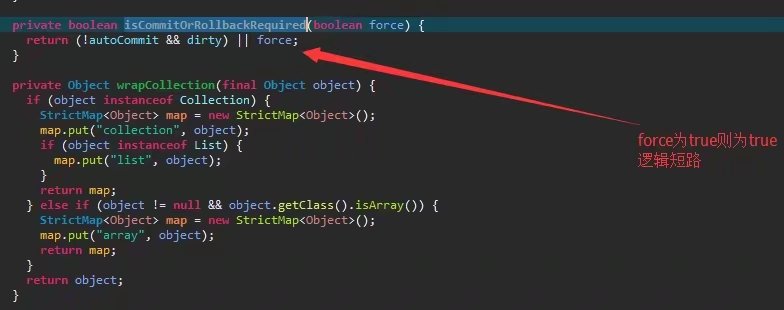 private boolean isCommitOrRollbackRequired(boolean force) {
return (!autoCommit && dirty) || force;
}
force为true则为true
逻辑短路
private Object wrapCollection(final Object object) {
if (object instanceof Collection) {
StrictMap<Object> map = new StrictMap<Object>();
map.put("collection", object);
if (object instanceof List) {
map.put("list", object);
}
return map;
} else if (object != null && object.getClass().isArray()) {
StrictMap<Object> map = new StrictMap<Object>();
map.put("array", object);
return map;
}
return object;
}